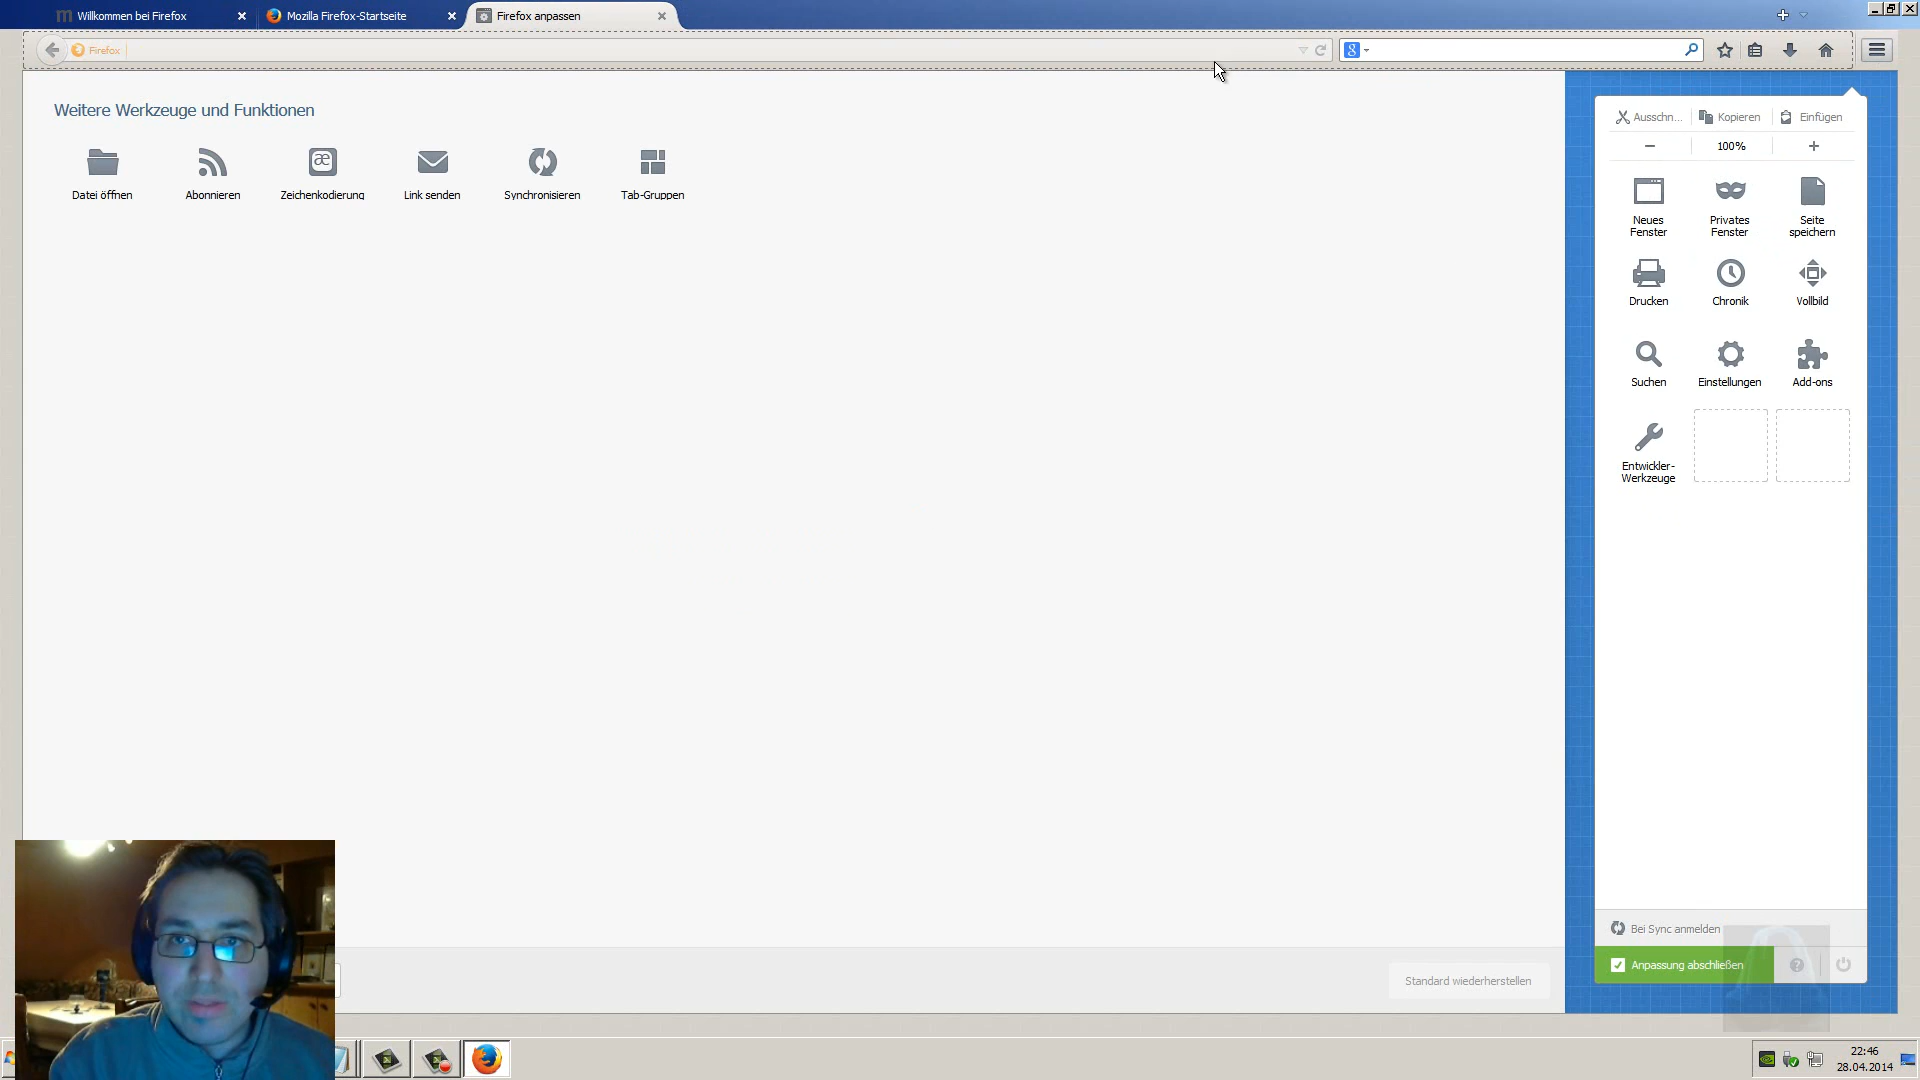 Willkommen bei Firefox
Mozilla Firefox-Startseite
Firefox anpassen
Firefox
Weitere Werkzeuge und Funktionen
Datei öffnen
Abonnieren
Zeichenkodierung
Link senden
Synchronisieren
Tab-Gruppen
Ausschn...
Kopieren
Einfügen
100%
Neues
Fenster
Privates
Fenster
Seite
speichern
Drucken
Chronik
Vollbild
Suchen
Einstellungen
Add-ons
Entwickler-
Werkzeuge
Bei Sync anmelden
Anpassung abschließen
Standard wiederherstellen
22:46
28.04.2014